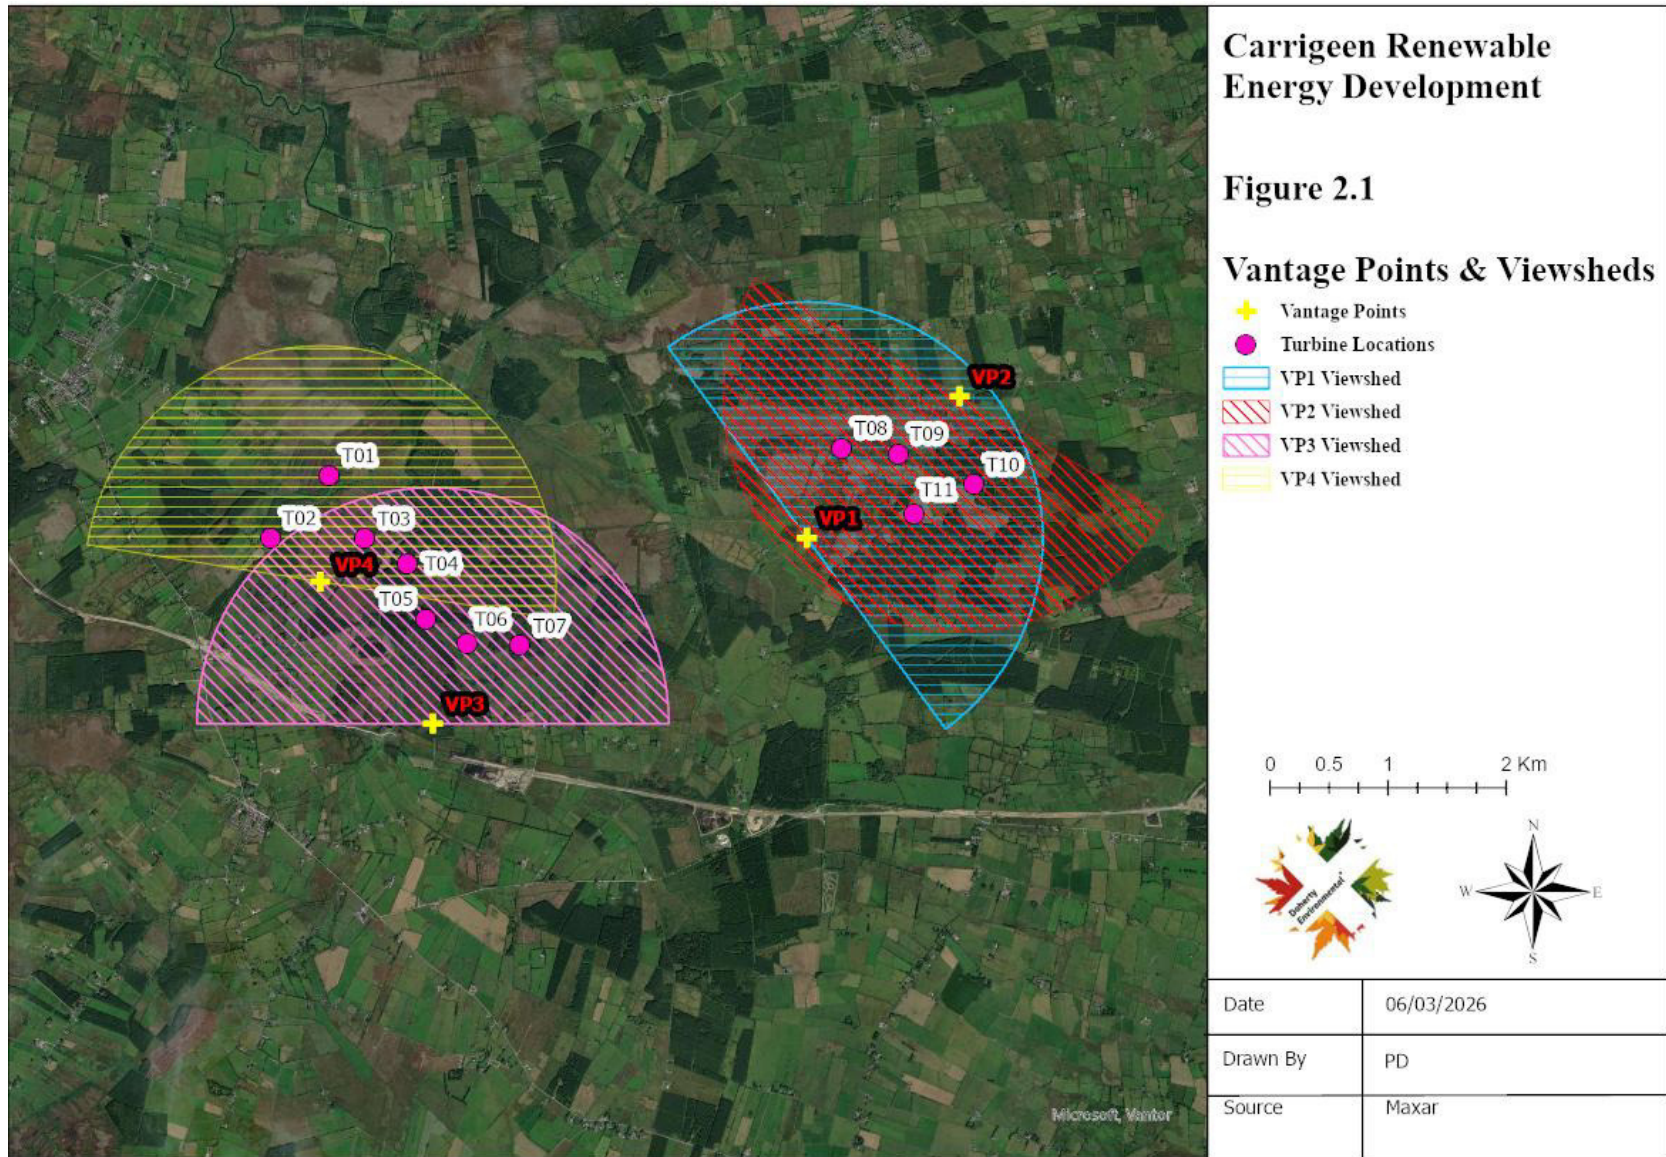 Carrigeen Renewable
Energy Development
Figure 2.1
Vantage Points & Viewsheds
Vantage Points
Turbine Locations
VP1 Viewshed
VP2 Viewshed
VP3 Viewshed
VP4 Viewshed
VP2
T08
T09
T10
T11
VP1
T01
T02
T03
VP4
T04
T05
T06
T07
VP3
0 0.5 1 2 Km
Doherty
Environmental
N
W E
S
Date 06/03/2026
Drawn By PD
Source Maxar
Microsoft, Vantor